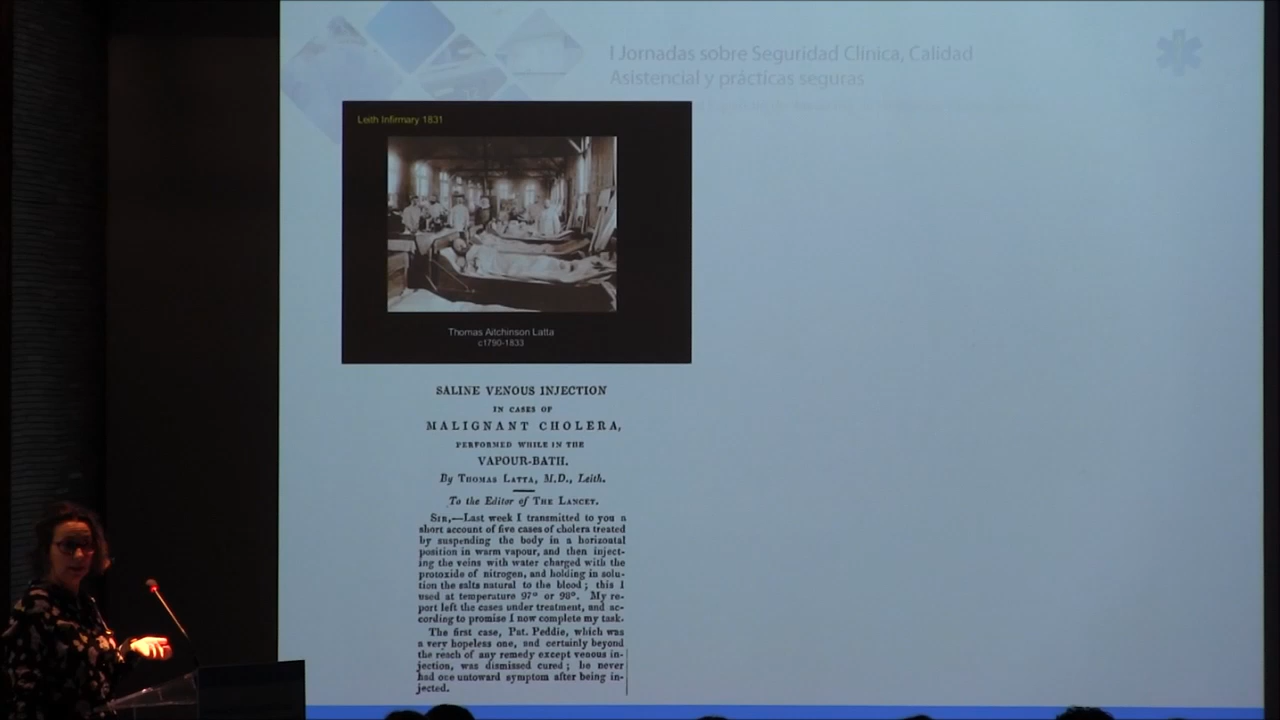 I Jornadas sobre Seguridad Clínica, Calidad
Asistencial y prácticas seguras
Leith Infirmary 1831
Thomas Aitchinson Latta
c1790-1833
SALINE VENOUS INJECTION
IN CASES OF
MALIGNANT CHOLERA,
PERFORMED WHILE IN THE
VAPOUR-BATH.
By THOMAS LATTA, M.D., Leith.
To the Editor of THE LANCET.
SIR,—Last week I transmitted to you a
short account of five cases of cholera treated
by suspending the body in a horizontal
position in warm vapour, and then inject-
ing the veins with water charged with the
protoxide of nitrogen, and holding in solu-
tion the salts natural to the blood; this I
used at temperature 97° or 98°. My re-
port left the cases under treatment, and ac-
cording to promise I now complete my task.
The first case, Pat. Peddie, which was
a very hopeless one, and certainly beyond
the reach of any remedy except venous in-
jection, was dismissed cured; he never
had one untoward symptom after being in-
jected.